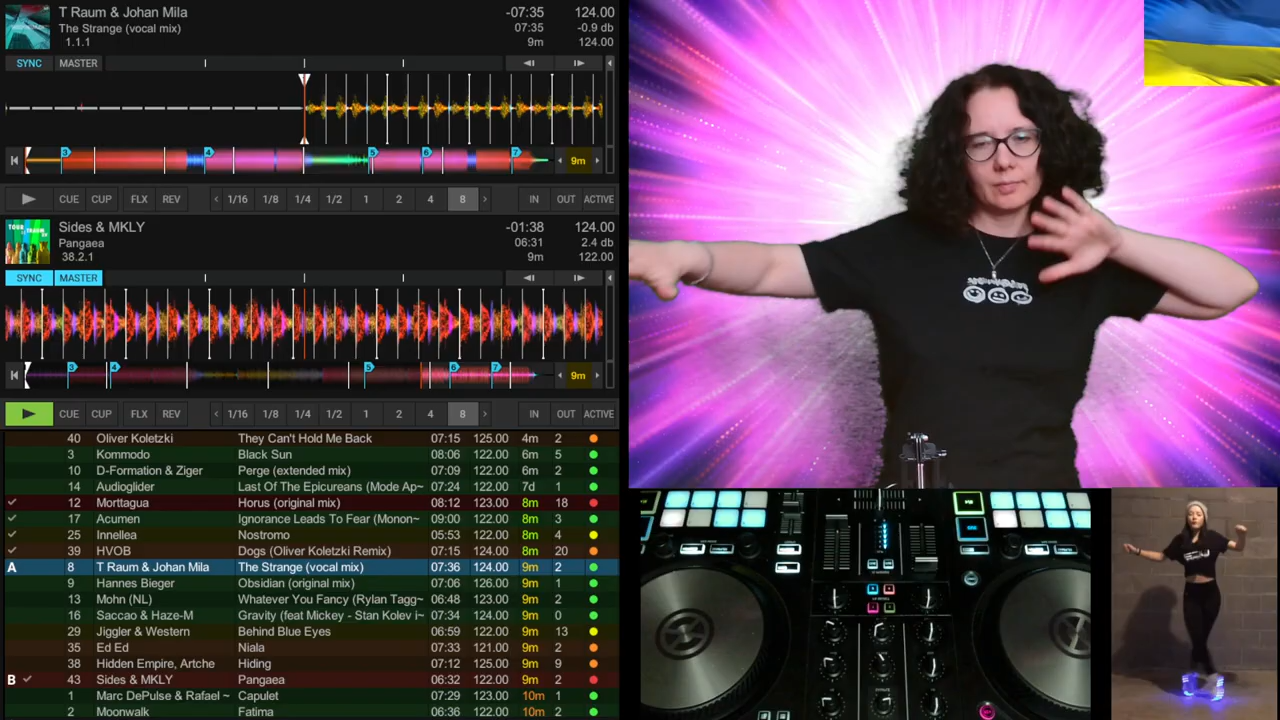 T Raum & Johan Mila -07:35 124.00
The Strange (vocal mix) 07:35 -0.9 db
1.1.1 9m 124.00
SYNC MASTER
3 4 5 6 7 9m
CUE CUP FLX REV 1/16 1/8 1/4 1/2 1 2 4 8 IN OUT ACTIVE
Sides & MKLY -01:38 124.00
Pangaea 06:31 2.4 db
38.2.1 9m 122.00
SYNC MASTER
3 4 5 6 7 9m
CUE CUP FLX REV 1/16 1/8 1/4 1/2 1 2 4 8 IN OUT ACTIVE
40 Oliver Koletzki They Can't Hold Me Back 07:15 125.00 4m 2
3 Kommodo Black Sun 08:06 122.00 6m 5
10 D-Formation & Ziger Perge (extended mix) 07:09 122.00 6m 2
14 Audioglider Last Of The Epicureans (Mode Ap~ 07:24 122.00 7d 1
12 Morttagua Horus (original mix) 08:12 123.00 8m 18
17 Acumen Ignorance Leads To Fear (Monon~ 09:00 122.00 8m 3
25 Innellea Nostromo 05:53 122.00 8m 4
39 HVOE Dogs (Oliver Koletzki Remix) 07:15 124.00 8m 20
A 8 T Raum & Johan Mila The Strange (vocal mix) 07:36 124.00 9m 2
9 Hannes Bieger Obsidian (original mix) 07:06 126.00 9m 1
13 Mohn (NL) Whatever You Fancy (Rylan Tagg~ 06:48 123.00 9m 2
16 Saccao & Haze-M Gravity (feat Mickey - Stan Kolev i~ 07:34 124.00 9m 0
29 Jiggler & Western Behind Blue Eyes 06:59 122.00 9m 13
35 Ed Ed Niala 07:33 121.00 9m 2
38 Hidden Empire, Artche Hiding 07:12 125.00 9m 9
B 43 Sides & MKLY Pangaea 06:32 122.00 9m 2
1 Marc DePulse & Rafael ~ Capulet 07:29 123.00 10m 1
2 Moonwalk Fatima 06:36 122.00 10m 2